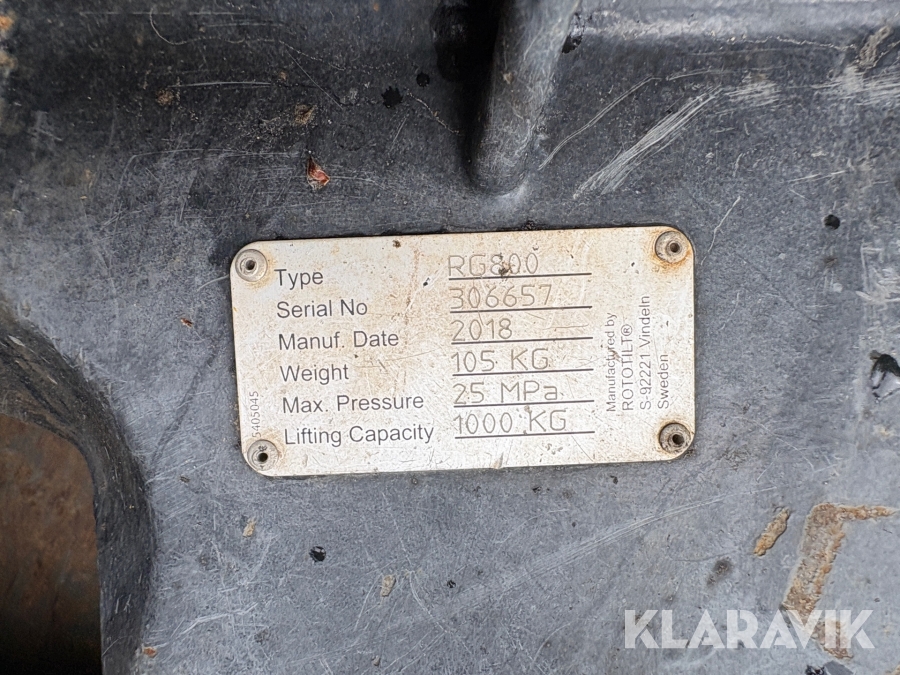 Type RG800
Serial No 306657
Manuf. Date 2018
Weight 105 KG
Max. Pressure 25 MPa
Lifting Capacity 1000 KG
Manufactured by
ROTOTILT®
S-92221 Vindeln
Sweden
405045
KLARAVIK